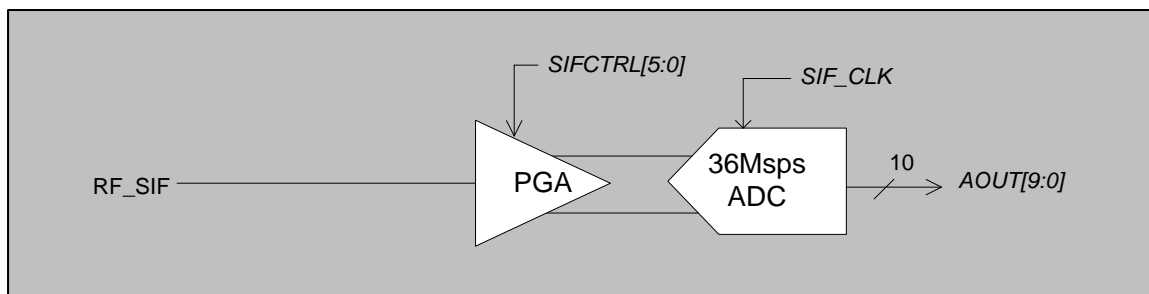 SIFCTRL[5:0]
SIF_CLK
RF_SIF
PGA
36Msps
ADC
10
AOUT[9:0]